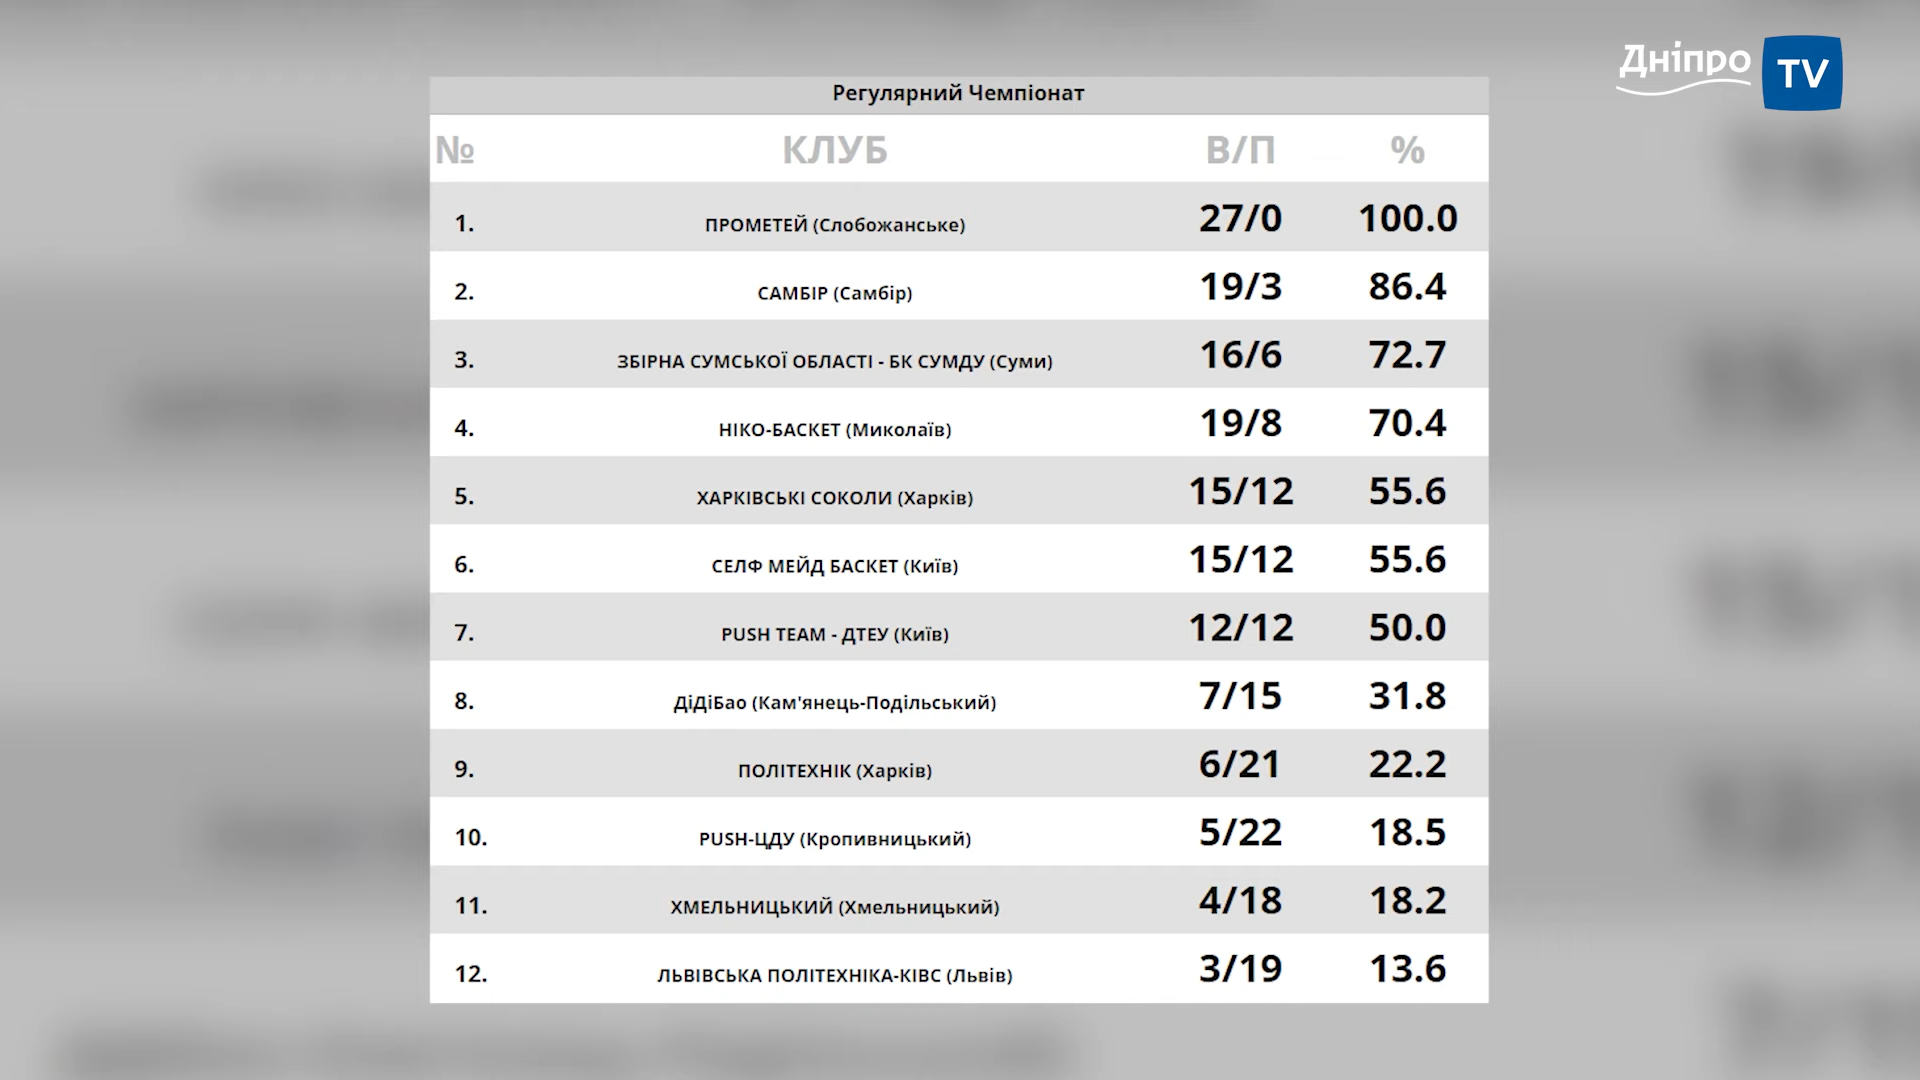 Дніпро TV
Регулярний Чемпіонат
№ КЛУБ В/П %
1. ПРОМЕТЕЙ (Слобожанське) 27/0 100.0
2. САМБІР (Самбір) 19/3 86.4
3. ЗБІРНА СУМСЬКОЇ ОБЛАСТІ - БК СУМДУ (Суми) 16/6 72.7
4. НІКО-БАСКЕТ (Миколаїв) 19/8 70.4
5. ХАРКІВСЬКІ СОКОЛИ (Харків) 15/12 55.6
6. СЕЛФ МЕЙД БАСКЕТ (Київ) 15/12 55.6
7. PUSH TEAM - ДТЕУ (Київ) 12/12 50.0
8. ДіДіБао (Кам'янець-Подільський) 7/15 31.8
9. ПОЛІТЕХНІК (Харків) 6/21 22.2
10. PUSH-ЦДУ (Кропивницький) 5/22 18.5
11. ХМЕЛЬНИЦЬКИЙ (Хмельницький) 4/18 18.2
12. ЛЬВІВСЬКА ПОЛІТЕХНІКА-КІВС (Львів) 3/19 13.6